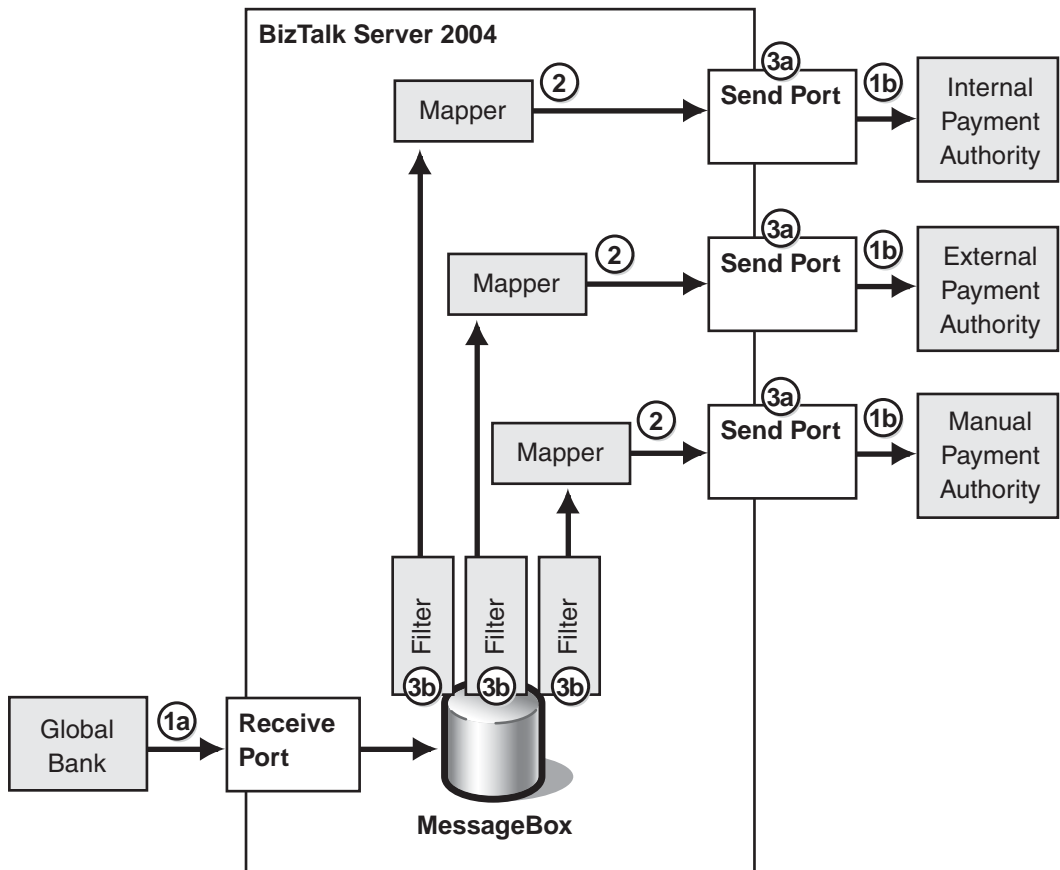 BizTalk Server 2004
Mapper
2
3a
Send Port
1b
Internal
Payment
Authority
Mapper
2
3a
Send Port
1b
External
Payment
Authority
Mapper
2
3a
Send Port
1b
Manual
Payment
Authority
Filter
Filter
Filter
3b
3b
3b
Global
Bank
1a
Receive
Port
MessageBox